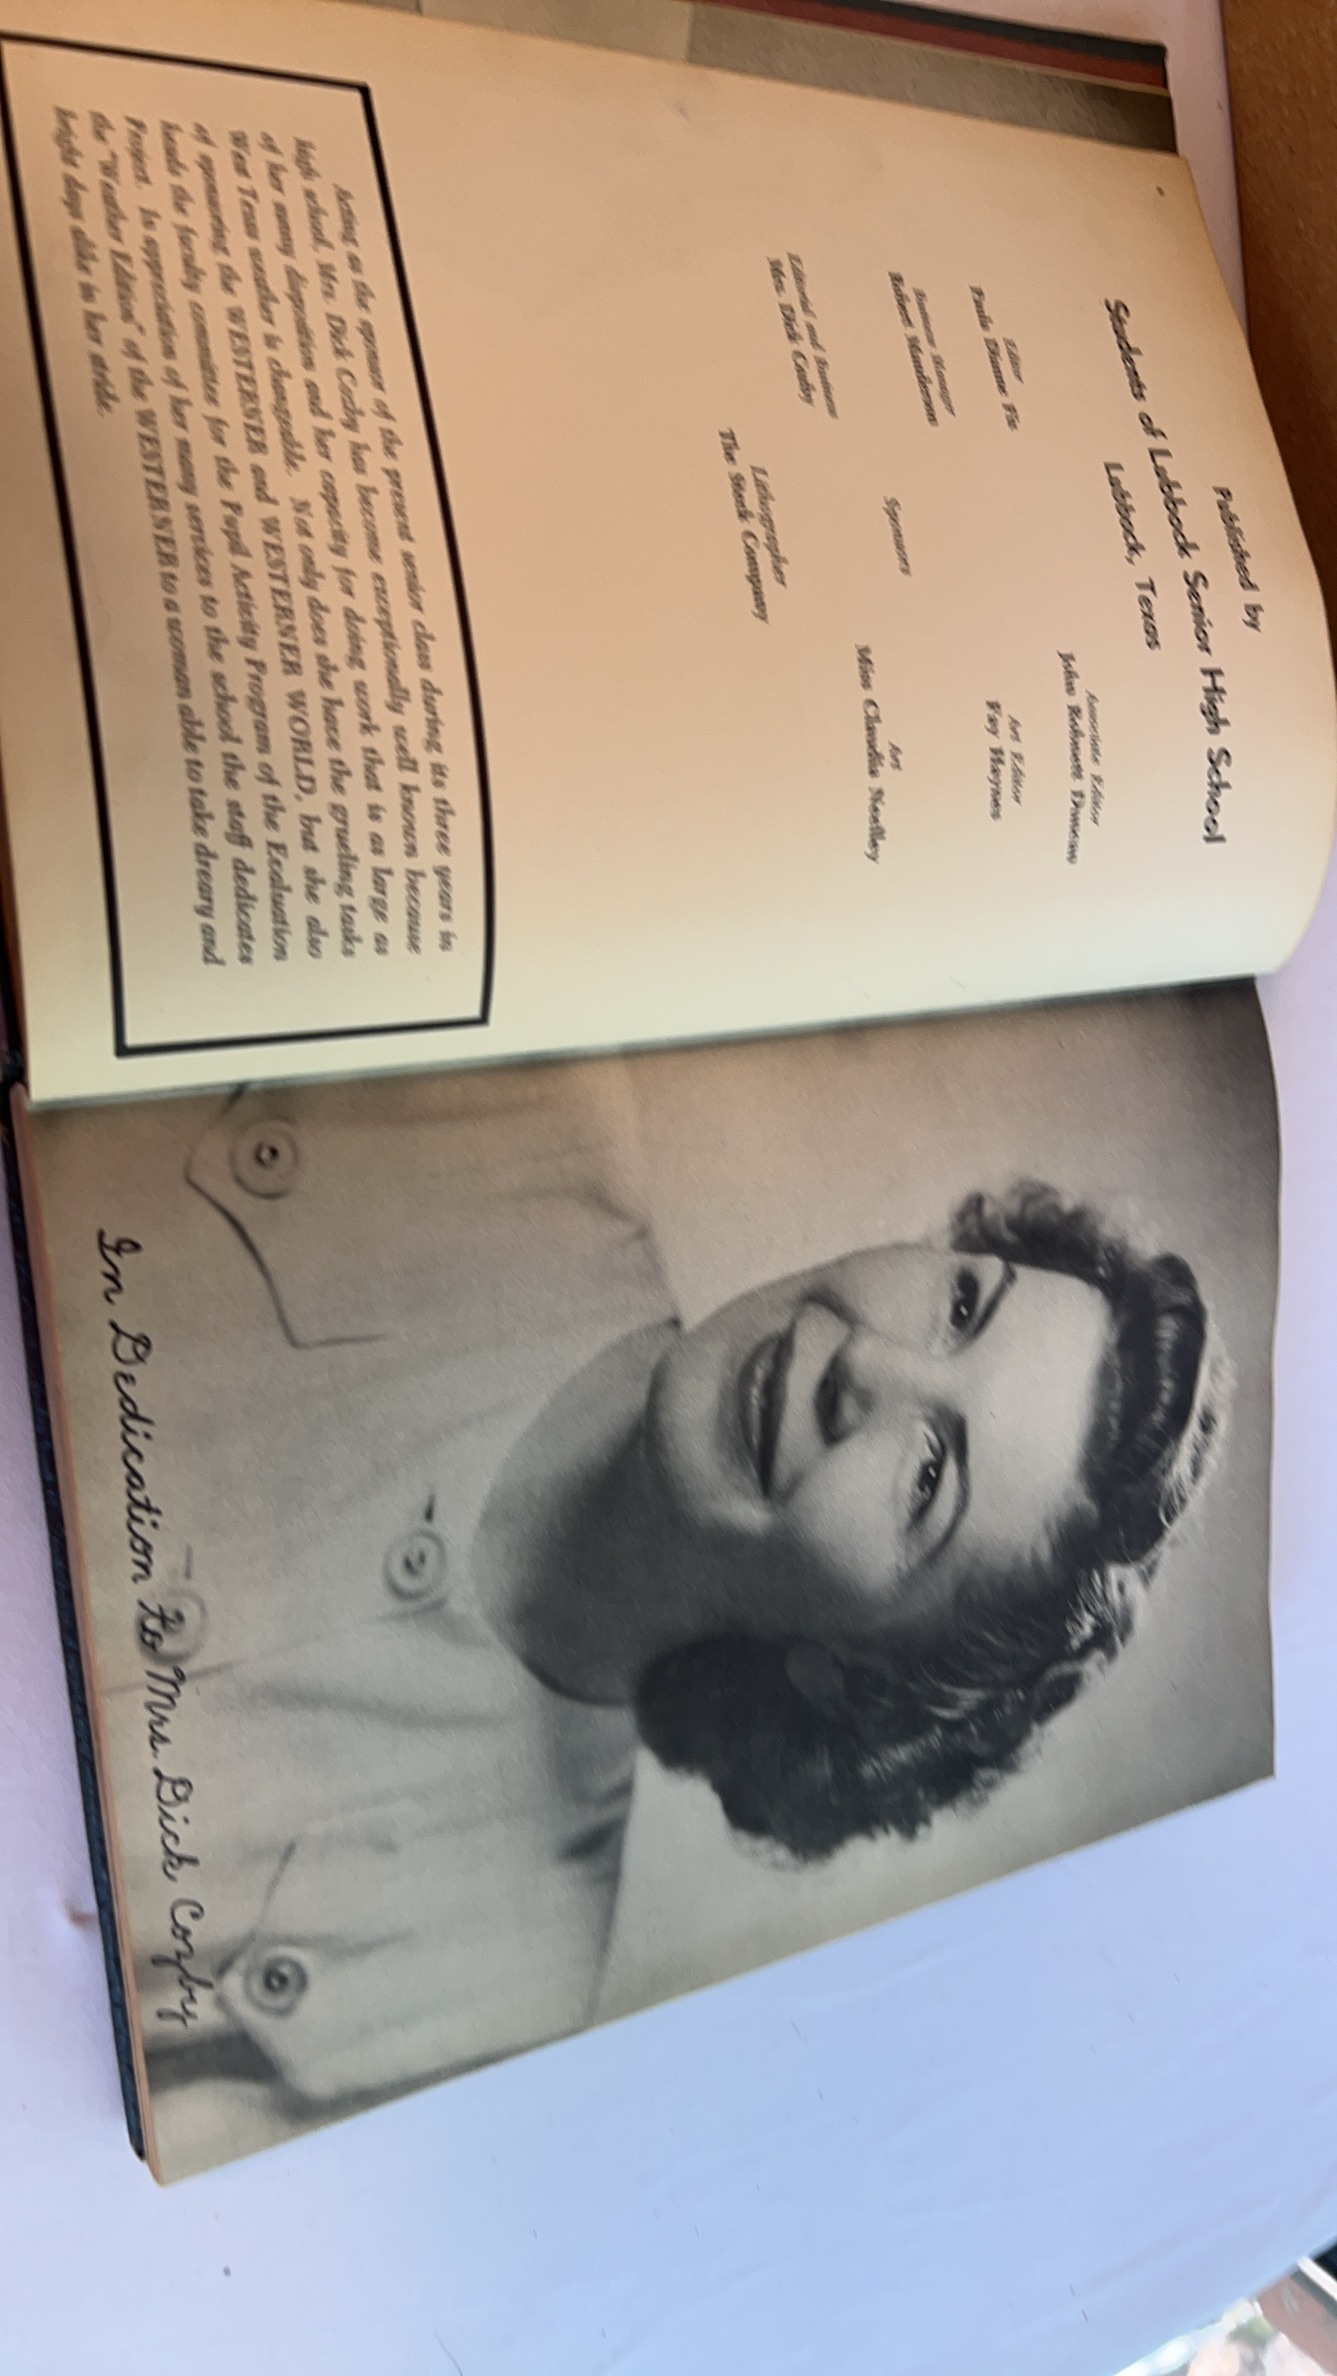 Published by
Students of Lubbock Senior High School
Lubbock, Texas
Editor
Paula Dianne Fix
Associate Editor
John Robnett Duncan
Business Manager
Robert Manderson
Art Editor
Fay Haynes
Sponsors
Editorial and Business
Mrs. Dick Cozby
Art
Miss Claudia
Lithographer
The Steck Company
Acting as the sponsor of the present senior class during its three years in
high school, Mrs. Dick Cozby has become exceptionally well known because
of her sunny disposition and her capacity for doing work that is as large as
West Texas weather is changeable. Not only does she have the grueling tasks
of sponsoring the WESTERNER and WESTERNER WORLD, but she also
heads the faculty committee for the Pupil Activity Program of the Evaluation
Project. In appreciation of her many services to the school the staff dedicates
the "Weather Edition" of the WESTERNER to a woman able to take dreary and
bright days alike in her stride.
In Dedication to Mrs. Dick Cozby